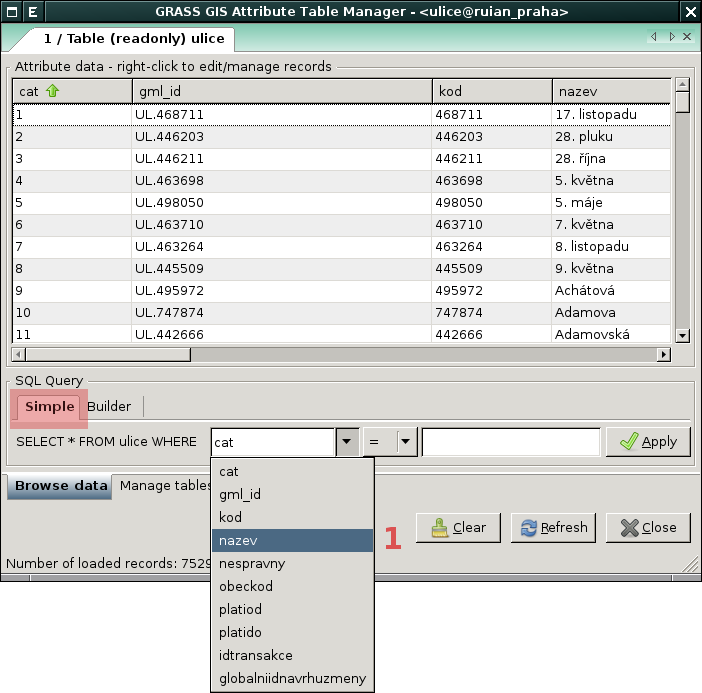 E GRASS GIS Attribute Table Manager - <ulice@ruian_praha>
1 / Table (readonly) ulice
Attribute data - right-click to edit/manage records
cat gml_id kod nazev
1 UL.468711 468711 17. listopadu
2 UL.446203 446203 28. pluku
3 UL.446211 446211 28. října
4 UL.463698 463698 5. května
5 UL.498050 498050 5. máje
6 UL.463710 463710 7. května
7 UL.463264 463264 8. listopadu
8 UL.445509 445509 9. května
9 UL.495972 495972 Achátová
10 UL.747874 747874 Adamova
11 UL.442666 442666 Adamovská
SQL Query
Simple Builder
SELECT * FROM ulice WHERE cat = Apply
cat
gml_id
kod
nazev
nespravny
obeckod
platiod
platido
idtransakce
globalniidnavrhuzmeny
Browse data Manage tables
1 Clear Refresh Close
Number of loaded records: 7529